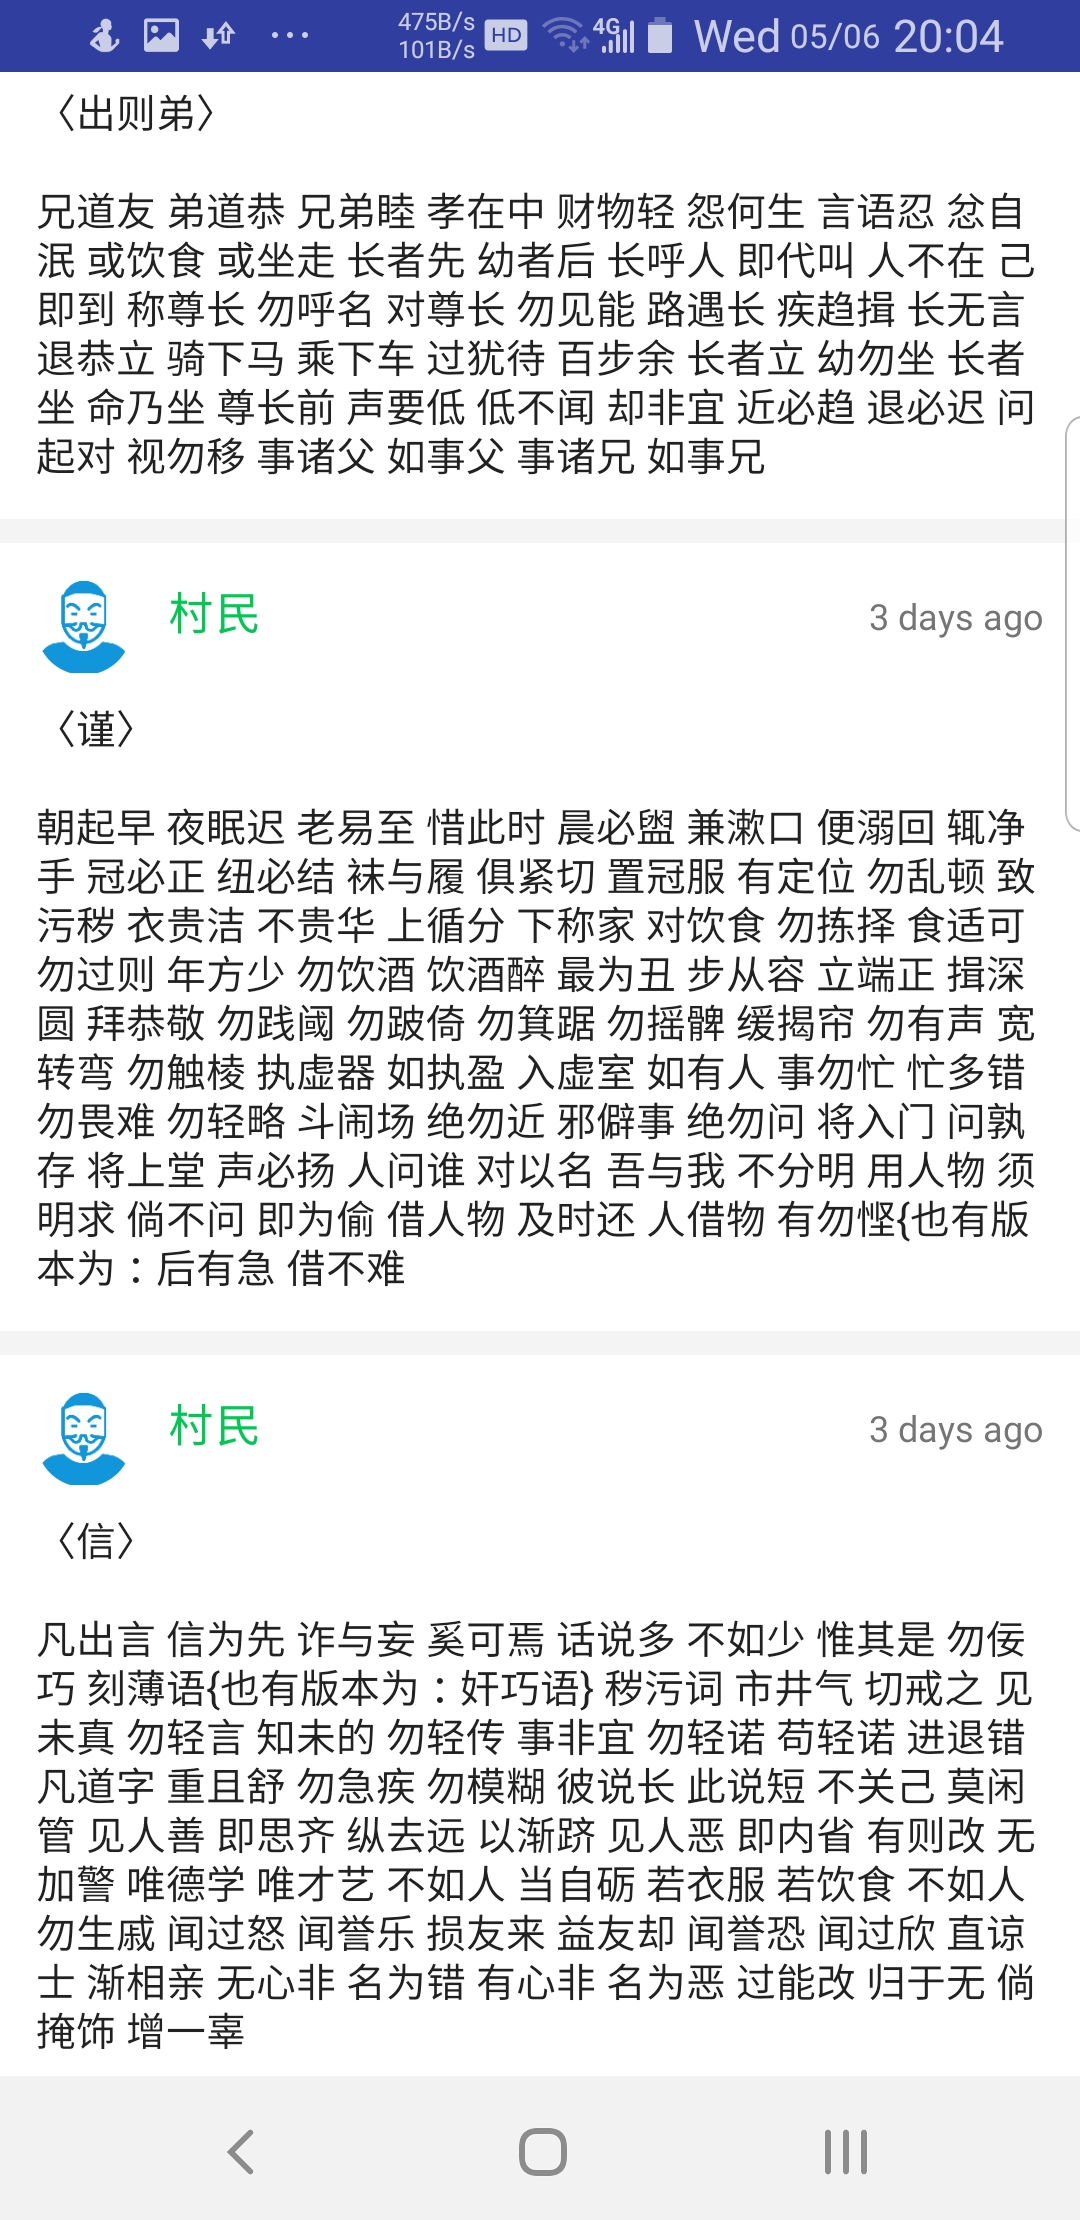 475B/s
101B/s
HD
4G
Wed 05/06 20:04
〈出则弟〉
兄道友 弟道恭 兄弟睦 孝在中 财物轻 怨何生 言语忍 忿自
泯 或饮食 或坐走 长者先 幼者后 长呼人 即代叫 人不在 己
即到 称尊长 勿呼名 对尊长 勿见能 路遇长 疾趋揖 长无言
退恭立 骑下马 乘下车 过犹待 百步余 长者立 幼勿坐 长者
坐 命乃坐 尊长前 声要低 低不闻 却非宜 近必趋 退必迟 问
起对 视勿移 事诸父 如事父 事诸兄 如事兄
村民
3 days ago
〈谨〉
朝起早 夜眠迟 老易至 惜此时 晨必盥 兼漱口 便溺回 辄净
手 冠必正 纽必结 袜与履 俱紧切 置冠服 有定位 勿乱顿 致
污秽 衣贵洁 不贵华 上循分 下称家 对饮食 勿拣择 食适可
勿过则 年方少 勿饮酒 饮酒醉 最为丑 步从容 立端正 揖深
圆 拜恭敬 勿践阈 勿跛倚 勿箕踞 勿摇髀 缓揭帘 勿有声 宽
转弯 勿触棱 执虚器 如执盈 入虚室 如有人 事勿忙 忙多错
勿畏难 勿轻略 斗闹场 绝勿近 邪僻事 绝勿问 将入门 问孰
存 将上堂 声必扬 人问谁 对以名 吾与我 不分明 用人物 须
明求 倘不问 即为偷 借人物 及时还 人借物 有勿悭{也有版
本为：后有急 借不难
村民
3 days ago
〈信〉
凡出言 信为先 诈与妄 奚可焉 话说多 不如少 惟其是 勿佞
巧 刻薄语{也有版本为：奸巧语} 秽污词 市井气 切戒之 见
未真 勿轻言 知未的 勿轻传 事非宜 勿轻诺 苟轻诺 进退错
凡道字 重且舒 勿急疾 勿模糊 彼说长 此说短 不关己 莫闲
管 见人善 即思齐 纵去远 以渐跻 见人恶 即内省 有则改 无
加警 唯德学 唯才艺 不如人 当自砺 若衣服 若饮食 不如人
勿生戚 闻过怒 闻誉乐 损友来 益友却 闻誉恐 闻过欣 直谅
士 渐相亲 无心非 名为错 有心非 名为恶 过能改 归于无 倘
掩饰 增一辜